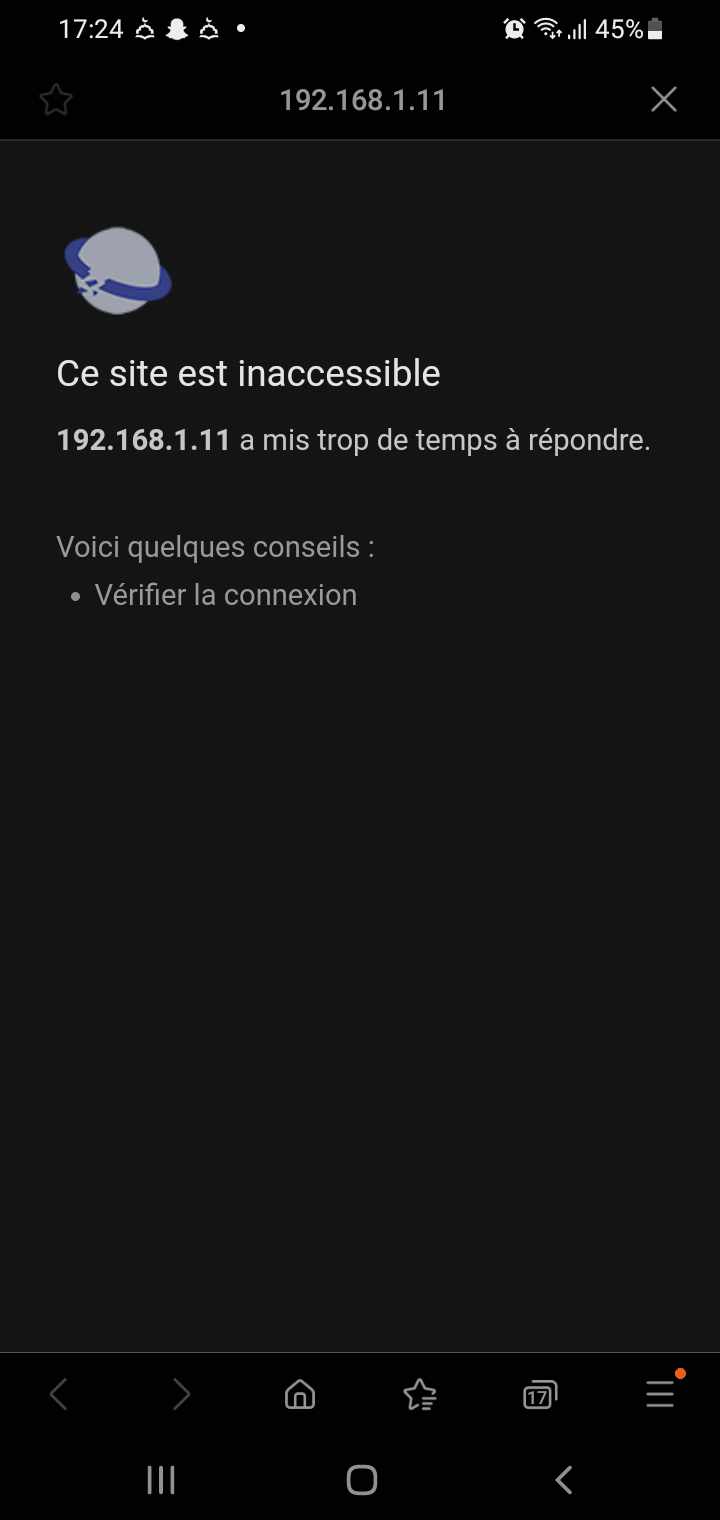 17:24 45%
192.168.1.11
Ce site est inaccessible
192.168.1.11 a mis trop de temps à répondre.
Voici quelques conseils :
• Vérifier la connexion
17